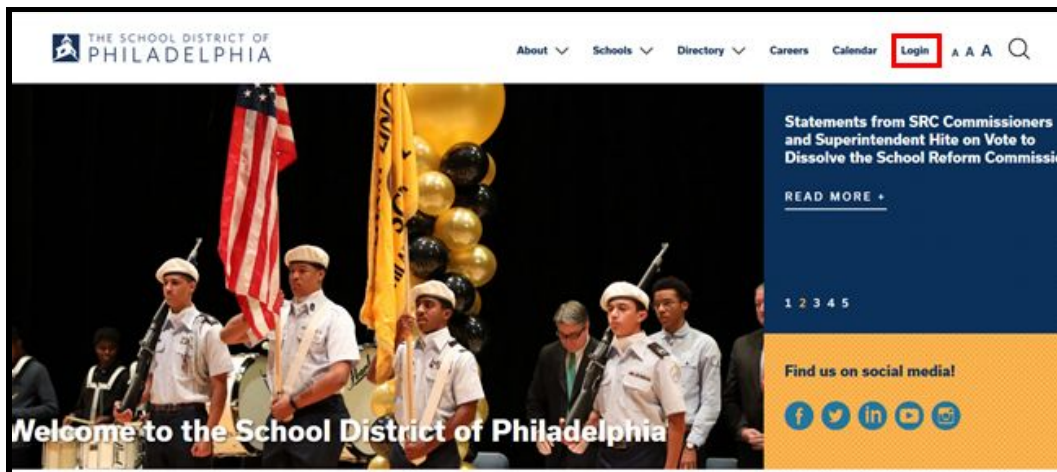 THE SCHOOL DISTRICT OF
PHILADELPHIA
About
Schools
Directory
Careers
Calendar
Login
A A A
Statements from SRC Commissioners
and Superintendent Hite on Vote to
Dissolve the School Reform
READ MORE +
1 2 3 4 5
Find us on social media!
Welcome to the School District of Philadelphia